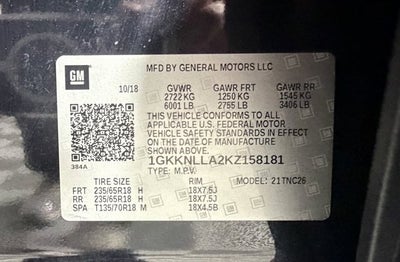 GM
MFD BY GENERAL MOTORS LLC
10/18 GVWR GAWR FRT GAWR RR
2722 KG 1250 KG 1545 KG
6001 LB 2755 LB 3406 LB
THIS VEHICLE CONFORMS TO ALL
APPLICABLE U.S. FEDERAL MOTOR
VEHICLE SAFETY STANDARDS IN EFFECT
ON THE DATE OF MANUFACTURE
SHOWN ABOVE.
1GKKNLLA2KZ158181
384A TYPE: M.P.V. MODEL: 21TNC26
TIRE SIZE RIM
FRT 235/65R18 H 18X7.5J
RR 235/65R18 H 18X7.5J
SPA T135/70R18 M 18X4.5B